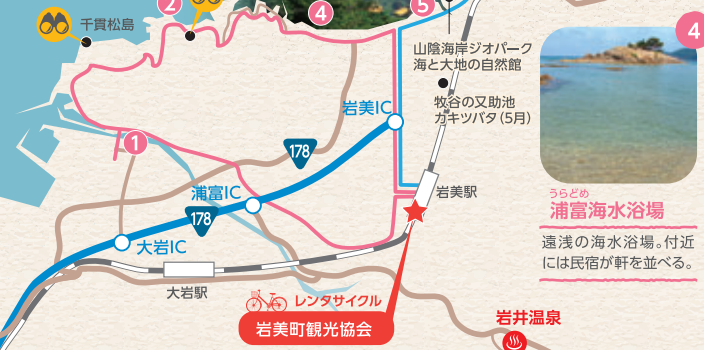 2
千貫松島
4
5
山陰海岸ジオパーク
海と大地の自然館
牧谷の又助池
カキツバタ(5月)
岩美IC
1
178
浦富IC
178
大岩IC
岩美駅
大岩駅
レンタサイクル
岩美町観光協会
岩井温泉
4
うらどめ
浦富海水浴場
遠浅の海水浴場。付近
には民宿が軒を並べる。